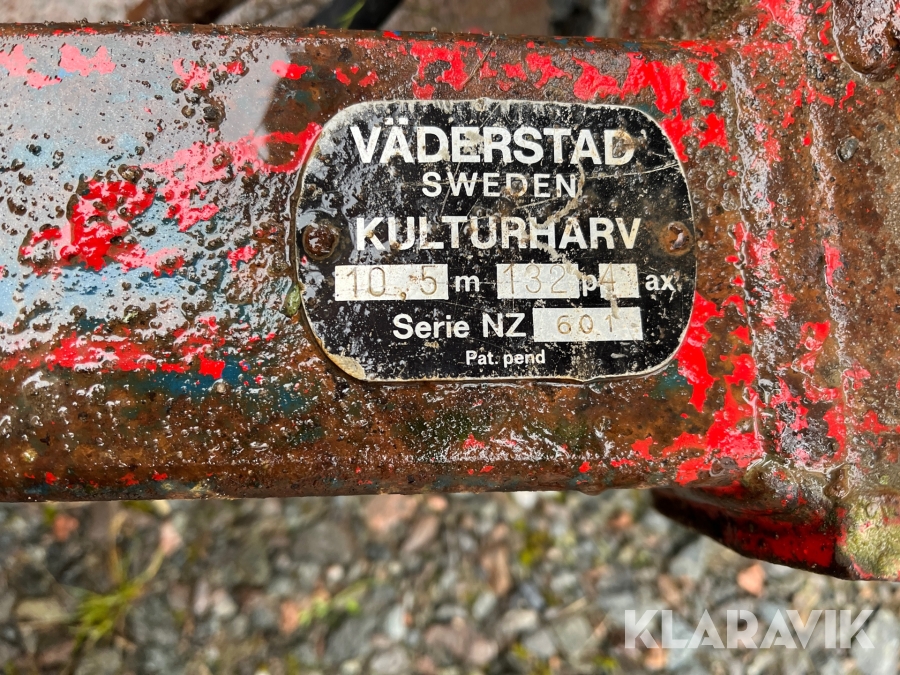 VÄDERSTAD
SWEDEN
KULTURHARV
10,5 m 132 p 4 ax
Serie NZ 601
Pat. pend
KLARAVIK